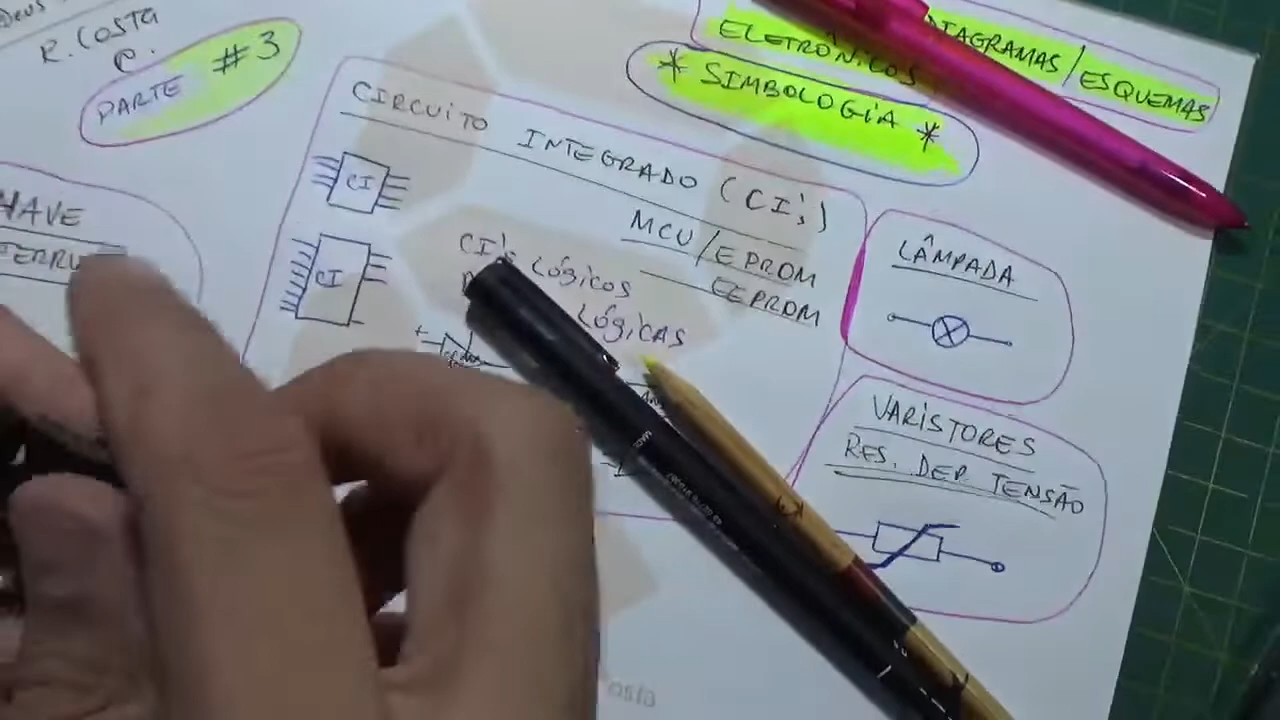 Deus
R. COSTA
C.
PARTE #3
DIAGRAMAS/ESQUEMAS
ELETRÔNICOS
* SIMBOLOGIA *
CIRCUITO INTEGRADO (CI's)
CI
CI
MCU/EPROM
EEPROM
CI's LÓGICOS
LÓGICAS
LÂMPADA
VARISTORES
RES. DEP. TENSÃO